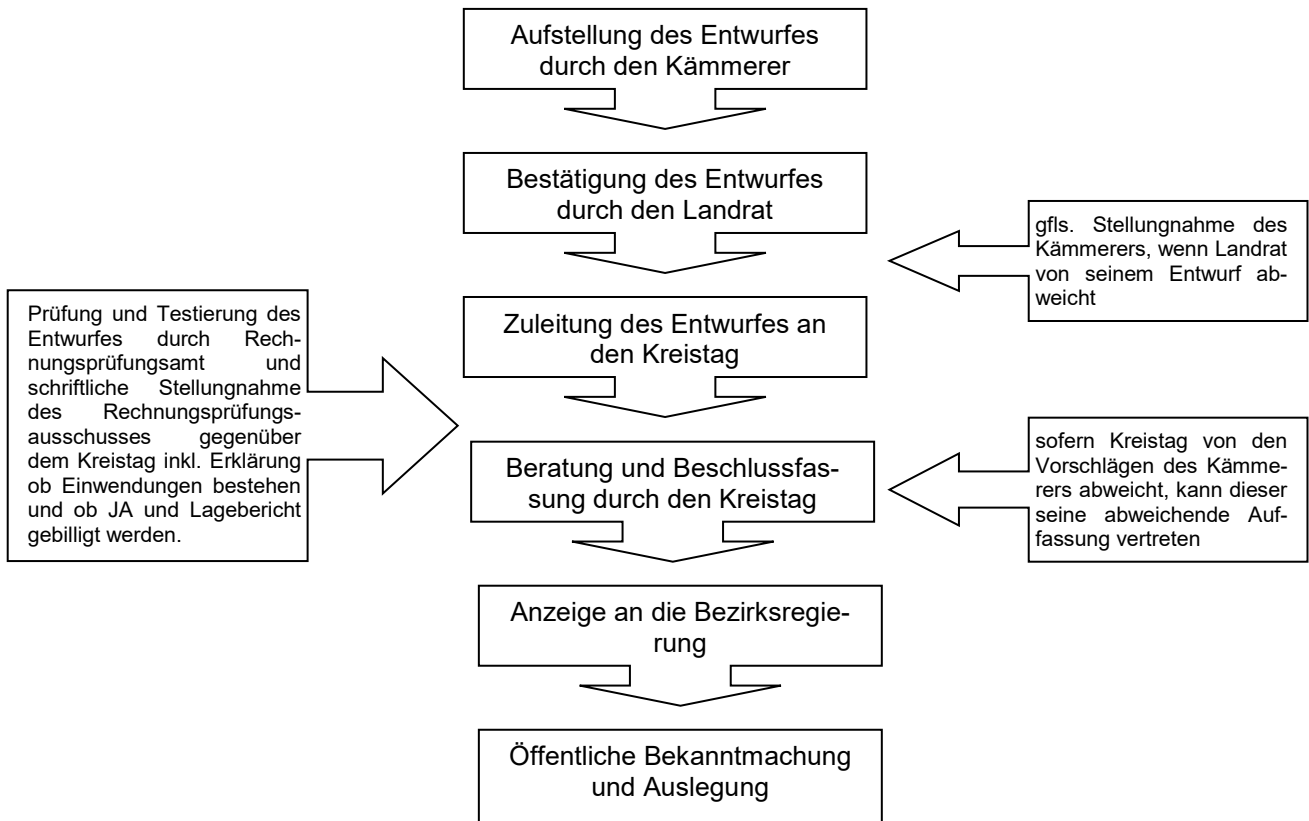 Aufstellung des Entwurfes
durch den Kämmerer
Bestätigung des Entwurfes
durch den Landrat
gfls. Stellungnahme des
Kämmerers, wenn Landrat
von seinem Entwurf ab-
weicht
Zuleitung des Entwurfes an
den Kreistag
Prüfung und Testierung des
Entwurfes durch Rech-
nungsprüfungsamt und
schriftliche Stellungnahme
des Rechnungsprüfungs-
ausschusses gegenüber
dem Kreistag inkl. Erklärung
ob Einwendungen bestehen
und ob JA und Lagebericht
gebilligt werden.
Beratung und Beschlussfas-
sung durch den Kreistag
sofern Kreistag von den
Vorschlägen des Kämme-
rers abweicht, kann dieser
seine abweichende Auf-
fassung vertreten
Anzeige an die Bezirksregie-
rung
Öffentliche Bekanntmachung
und Auslegung